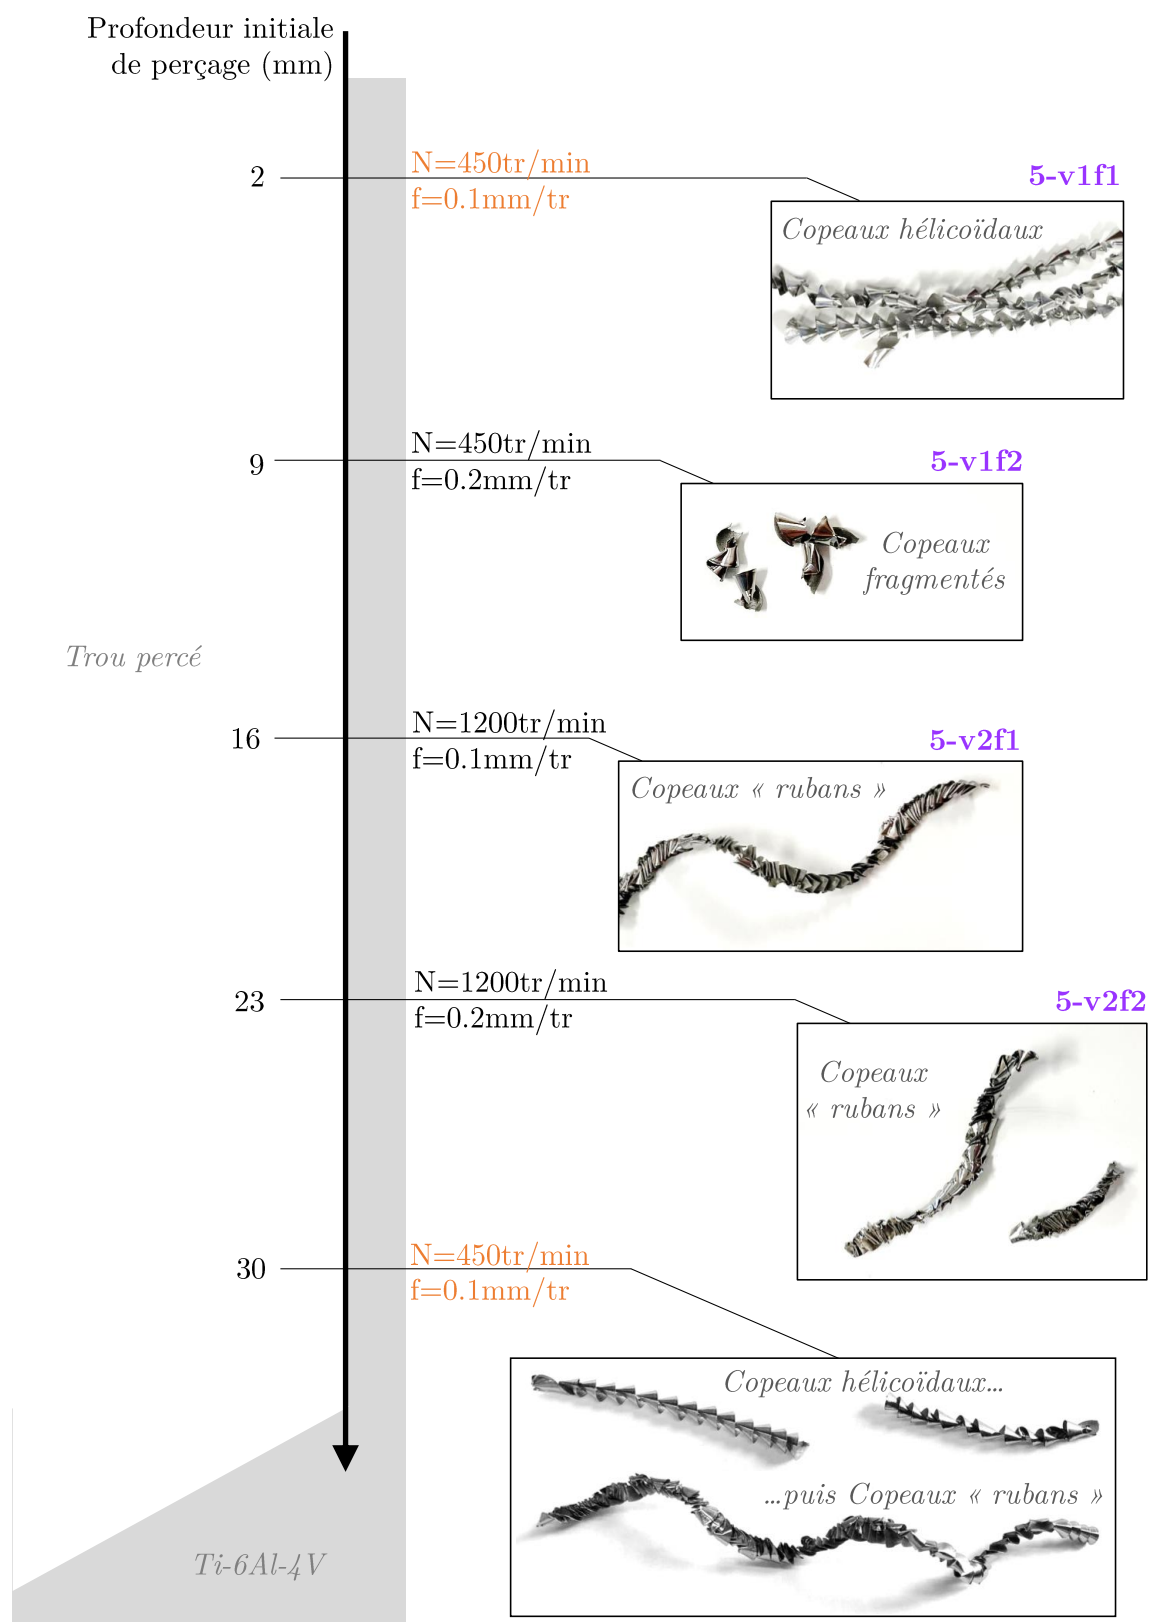 Profondeur initiale
de perçage (mm)
2
N=450tr/min
f=0.1mm/tr
5-v1f1
Copeaux hélicoïdaux
9
N=450tr/min
f=0.2mm/tr
5-v1f2
Copeaux
fragmentés
Trou percé
16
N=1200tr/min
f=0.1mm/tr
5-v2f1
Copeaux « rubans »
23
N=1200tr/min
f=0.2mm/tr
5-v2f2
Copeaux
« rubans »
30
N=450tr/min
f=0.1mm/tr
Copeaux hélicoïdaux...
...puis Copeaux « rubans »
Ti-6Al-4V